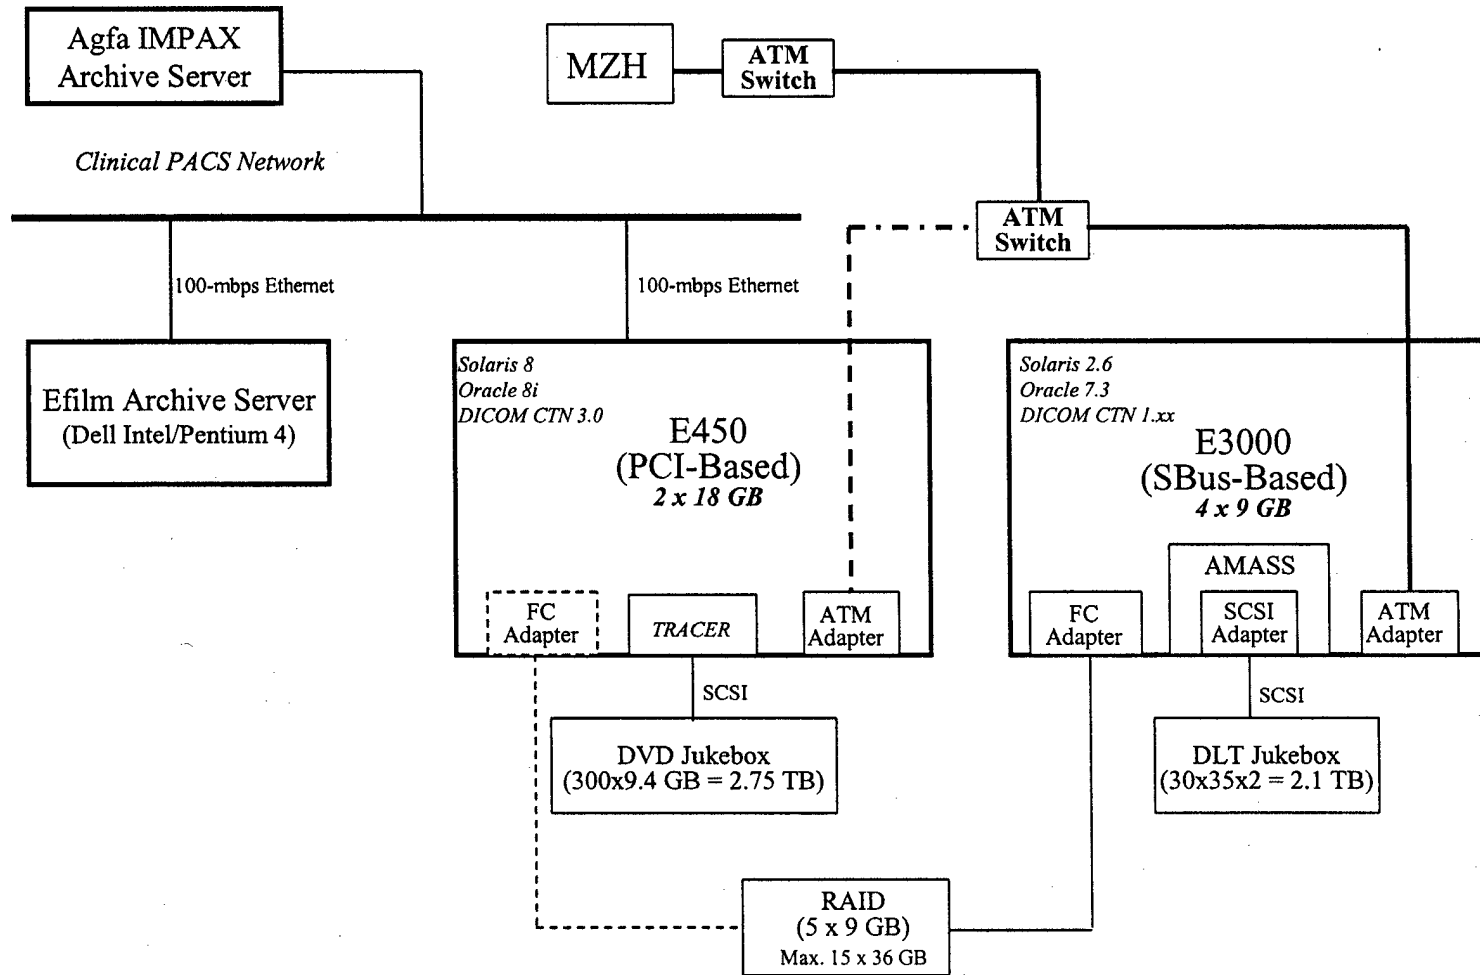 Agfa IMPAX
Archive Server
MZH
ATM
Switch
Clinical PACS Network
ATM
Switch
100-mbps Ethernet
100-mbps Ethernet
Efilm Archive Server
(Dell Intel/Pentium 4)
Solaris 8
Oracle 8i
DICOM CTN 3.0
E450
(PCI-Based)
2 x 18 GB
FC
Adapter
TRACER
ATM
Adapter
Solaris 2.6
Oracle 7.3
DICOM CTN 1.xx
E3000
(SBus-Based)
4 x 9 GB
AMASS
FC
Adapter
SCSI
Adapter
ATM
Adapter
SCSI
SCSI
DVD Jukebox
(300x9.4 GB = 2.75 TB)
DLT Jukebox
(30x35x2 = 2.1 TB)
RAID
(5 x 9 GB)
Max. 15 x 36 GB